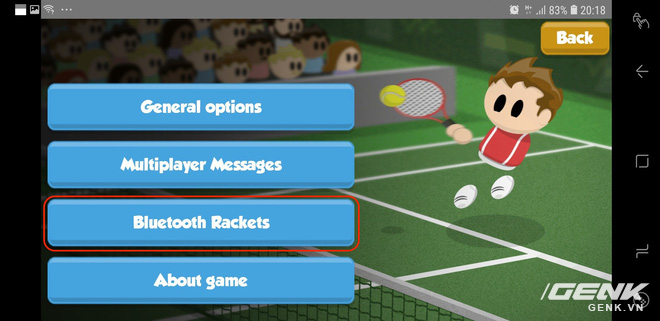 83% 20:18
Back
General options
Multiplayer Messages
Bluetooth Rackets
About game
GENK
GENK.VN